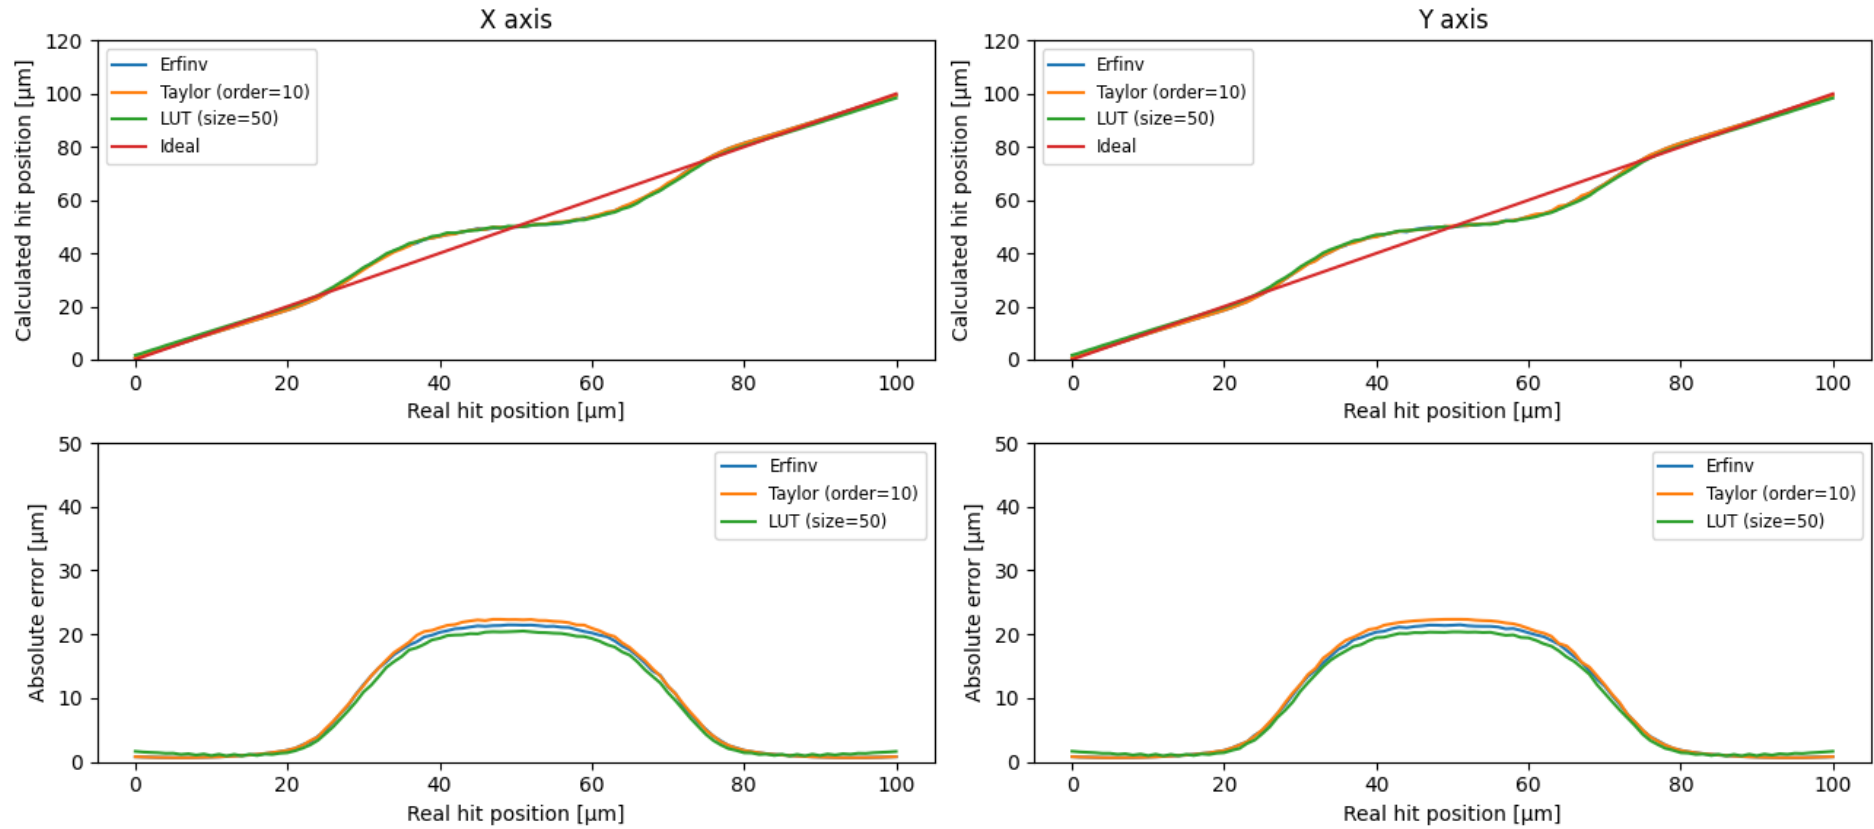 X axis
Calculated hit position [µm]
120
100
80
60
40
20
0
Erfinv
Taylor (order=10)
LUT (size=50)
Ideal
0 20 40 60 80 100
Real hit position [µm]
Y axis
Calculated hit position [µm]
120
100
80
60
40
20
0
Erfinv
Taylor (order=10)
LUT (size=50)
Ideal
0 20 40 60 80 100
Real hit position [µm]
Absolute error [µm]
50
40
30
20
10
0
Erfinv
Taylor (order=10)
LUT (size=50)
0 20 40 60 80 100
Real hit position [µm]
Absolute error [µm]
50
40
30
20
10
0
Erfinv
Taylor (order=10)
LUT (size=50)
0 20 40 60 80 100
Real hit position [µm]